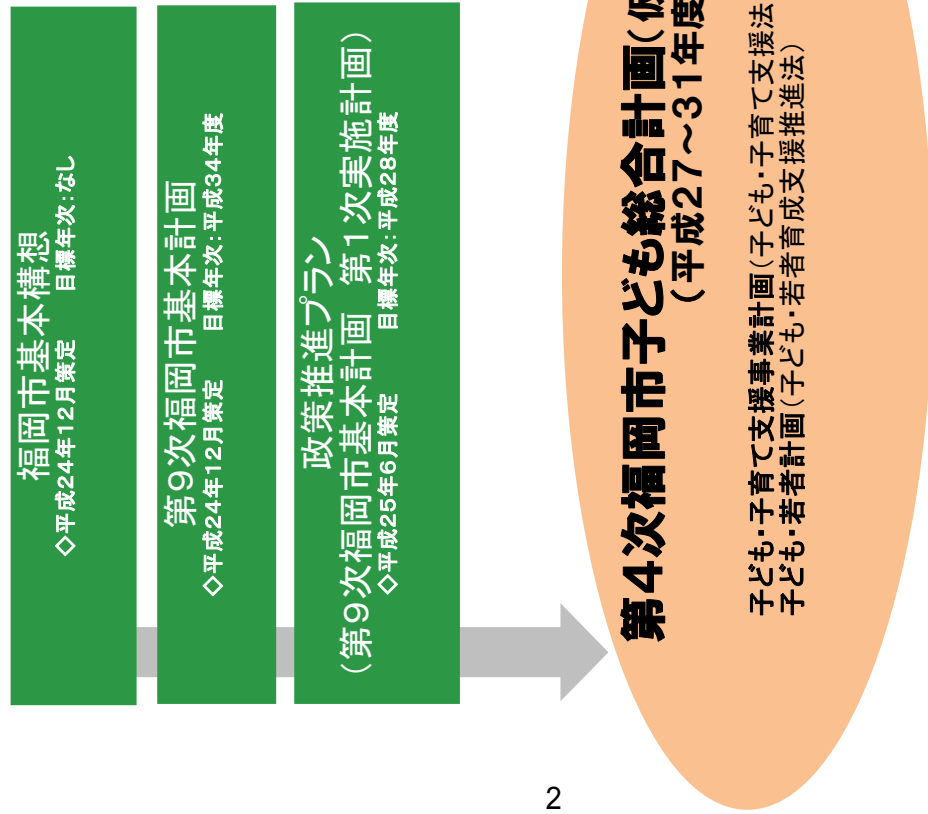 福岡市基本構想
◇平成24年12月策定　　目標年次:なし
第9次福岡市基本計画
◇平成24年12月策定　　目標年次:平成34年度
政策推進プラン
(第9次福岡市基本計画　第1次実施計画)
◇平成25年6月策定　　目標年次:平成28年度
第4次福岡市子ども総合計画(仮
(平成27~31年度
子ども・子育て支援事業計画(子ども・子育て支援法
子ども・若者計画(子ども・若者育成支援推進法)
2